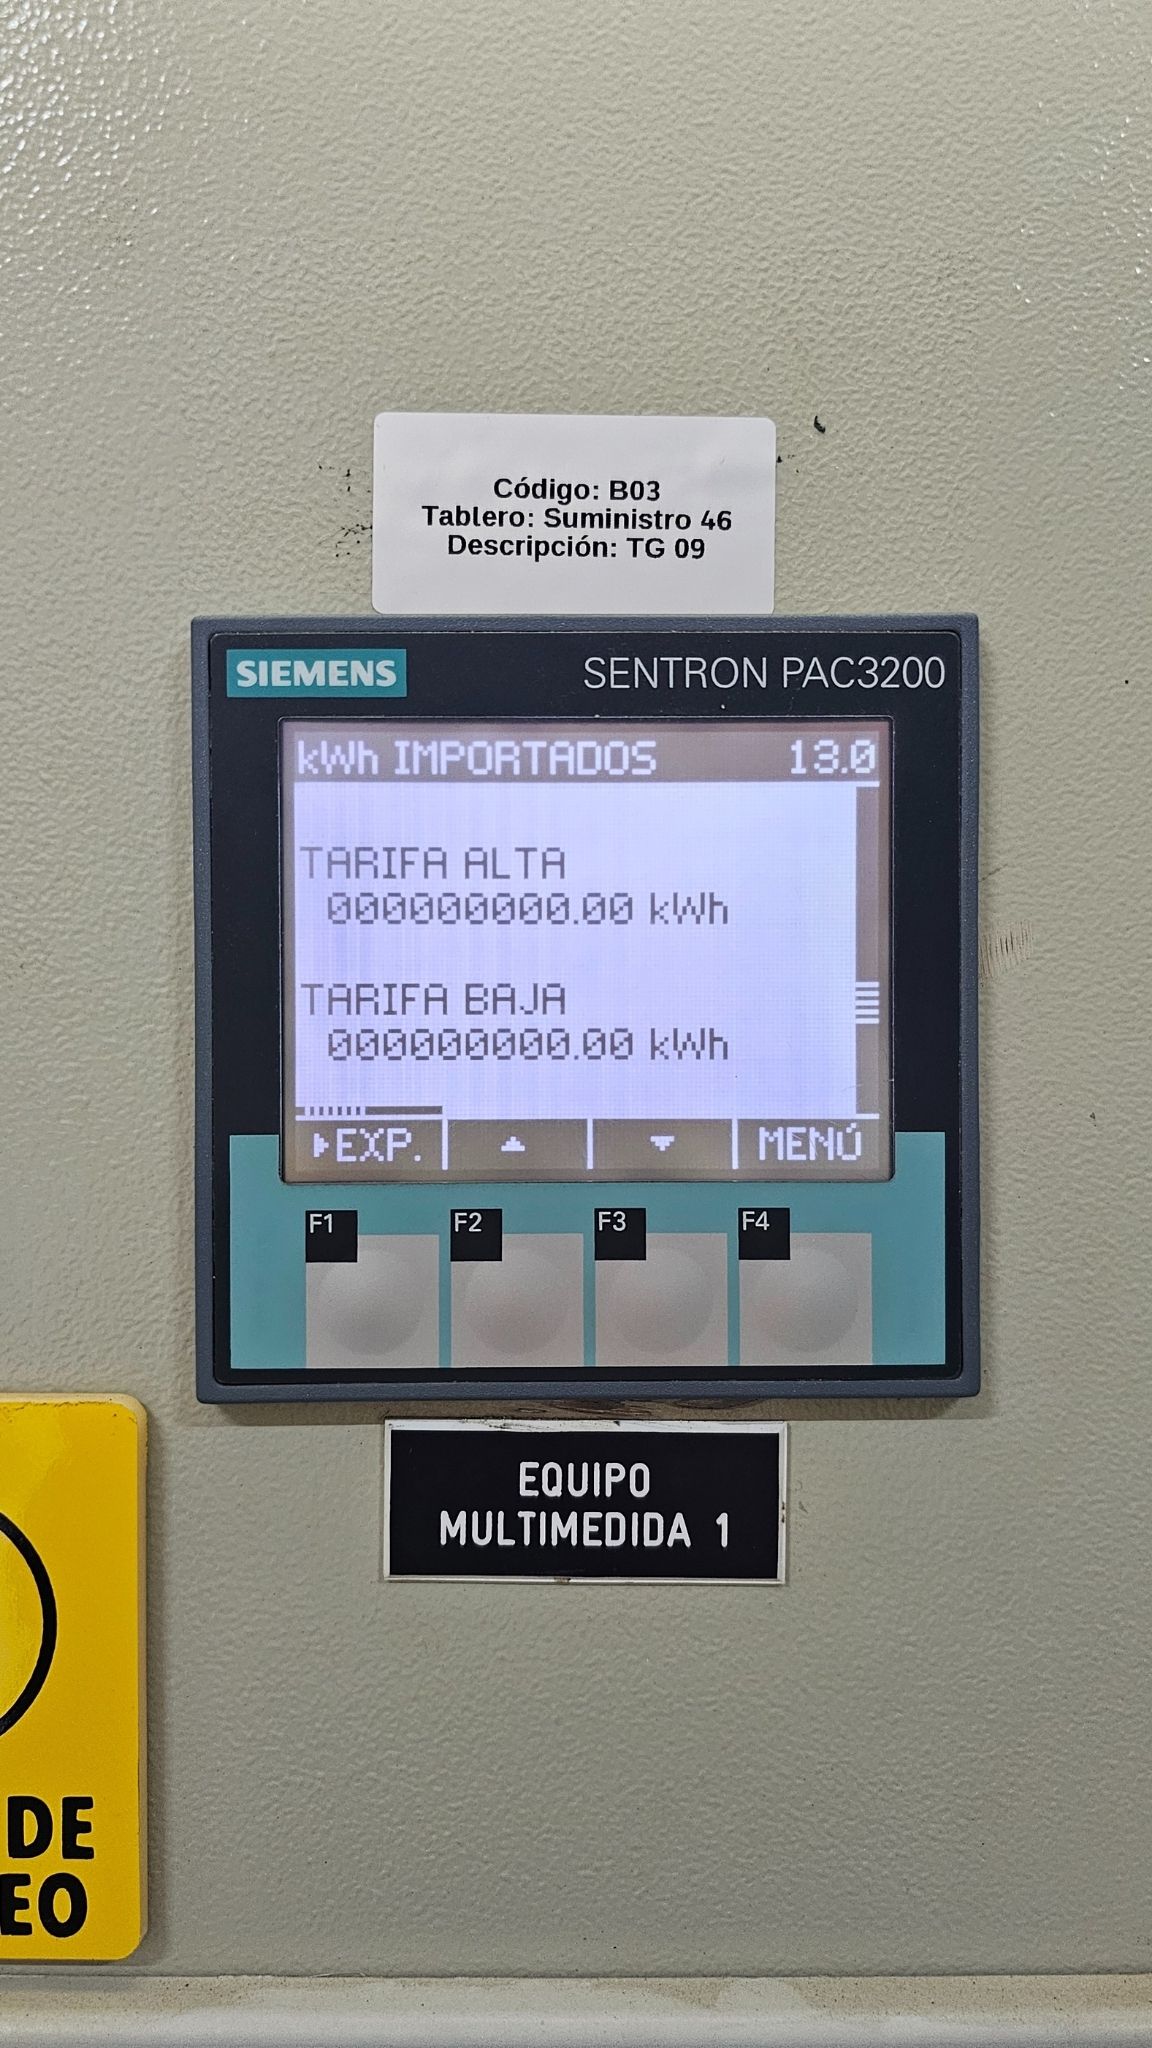 Código: B03
Tablero: Suministro 46
Descripción: TG 09
SIEMENS
SENTRON PAC3200
kWh IMPORTADOS 13.0
TARIFA ALTA
000000000.00 kWh
TARIFA BAJA
000000000.00 kWh
EXP.
MENÚ
F1
F2
F3
F4
EQUIPO
MULTIMEDIDA 1
DE
EO